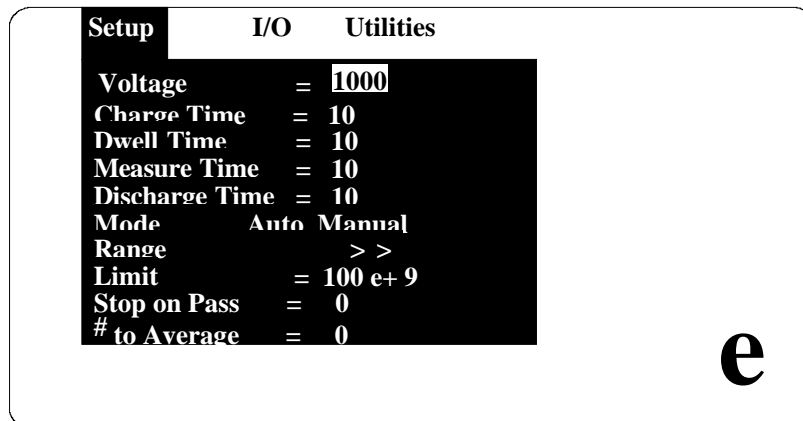 Setup I/O Utilities
Voltage = 1000
Charge Time = 10
Dwell Time = 10
Measure Time = 10
Discharge Time = 10
Mode Auto Manual
Range > >
Limit = 100 e+ 9
Stop on Pass = 0
# to Average = 0
e